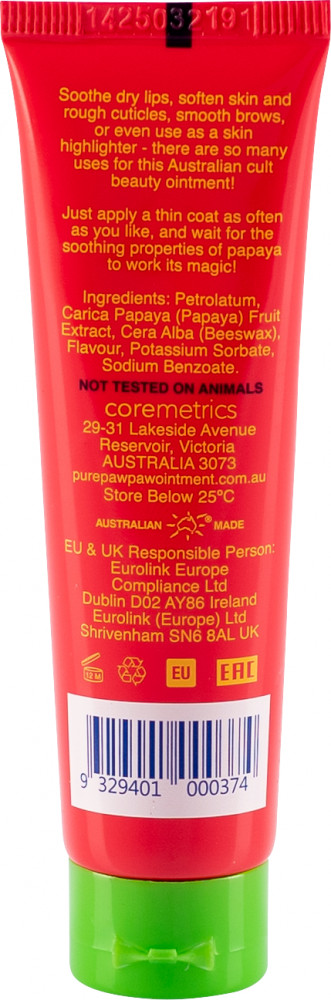 1425032191
Soothe dry lips, soften skin and
rough cuticles, smooth brows,
or even use as a skin
highlighter - there are so many
uses for this Australian cult
beauty ointment!
Just apply a thin coat as often
as you like, and wait for the
soothing properties of papaya
to work its magic!
Ingredients: Petrolatum,
Carica Papaya (Papaya) Fruit
Extract, Cera Alba (Beeswax),
Flavour, Potassium Sorbate,
Sodium Benzoate.
NOT TESTED ON ANIMALS
coremetrics
29-31 Lakeside Avenue
Reservoir, Victoria
AUSTRALIA 3073
purepawpawointment.com.au
Store Below 25°C
AUSTRALIAN ® MADE
EU & UK Responsible Person:
Eurolink Europe
Compliance Ltd
Dublin D02 AY86 Ireland
Eurolink (Europe) Ltd
Shrivenham SN6 8AL UK
12 M EU EAC
9 329401 000374